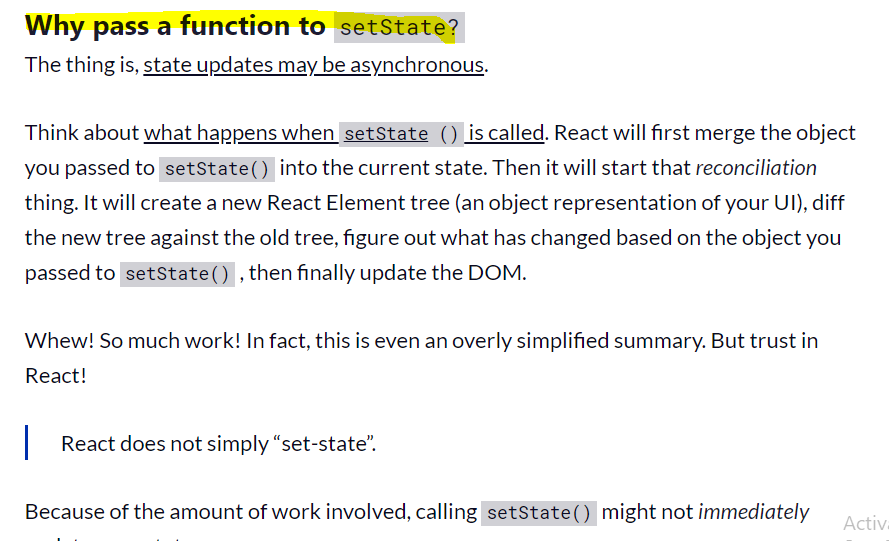 Why pass a function to setState?
The thing is, state updates may be asynchronous.
Think about what happens when setState () is called. React will first merge the object
you passed to setState() into the current state. Then it will start that reconciliation
thing. It will create a new React Element tree (an object representation of your UI), diff
the new tree against the old tree, figure out what has changed based on the object you
passed to setState() , then finally update the DOM.
Whew! So much work! In fact, this is even an overly simplified summary. But trust in
React!
React does not simply “set-state”.
Because of the amount of work involved, calling setState() might not immediately